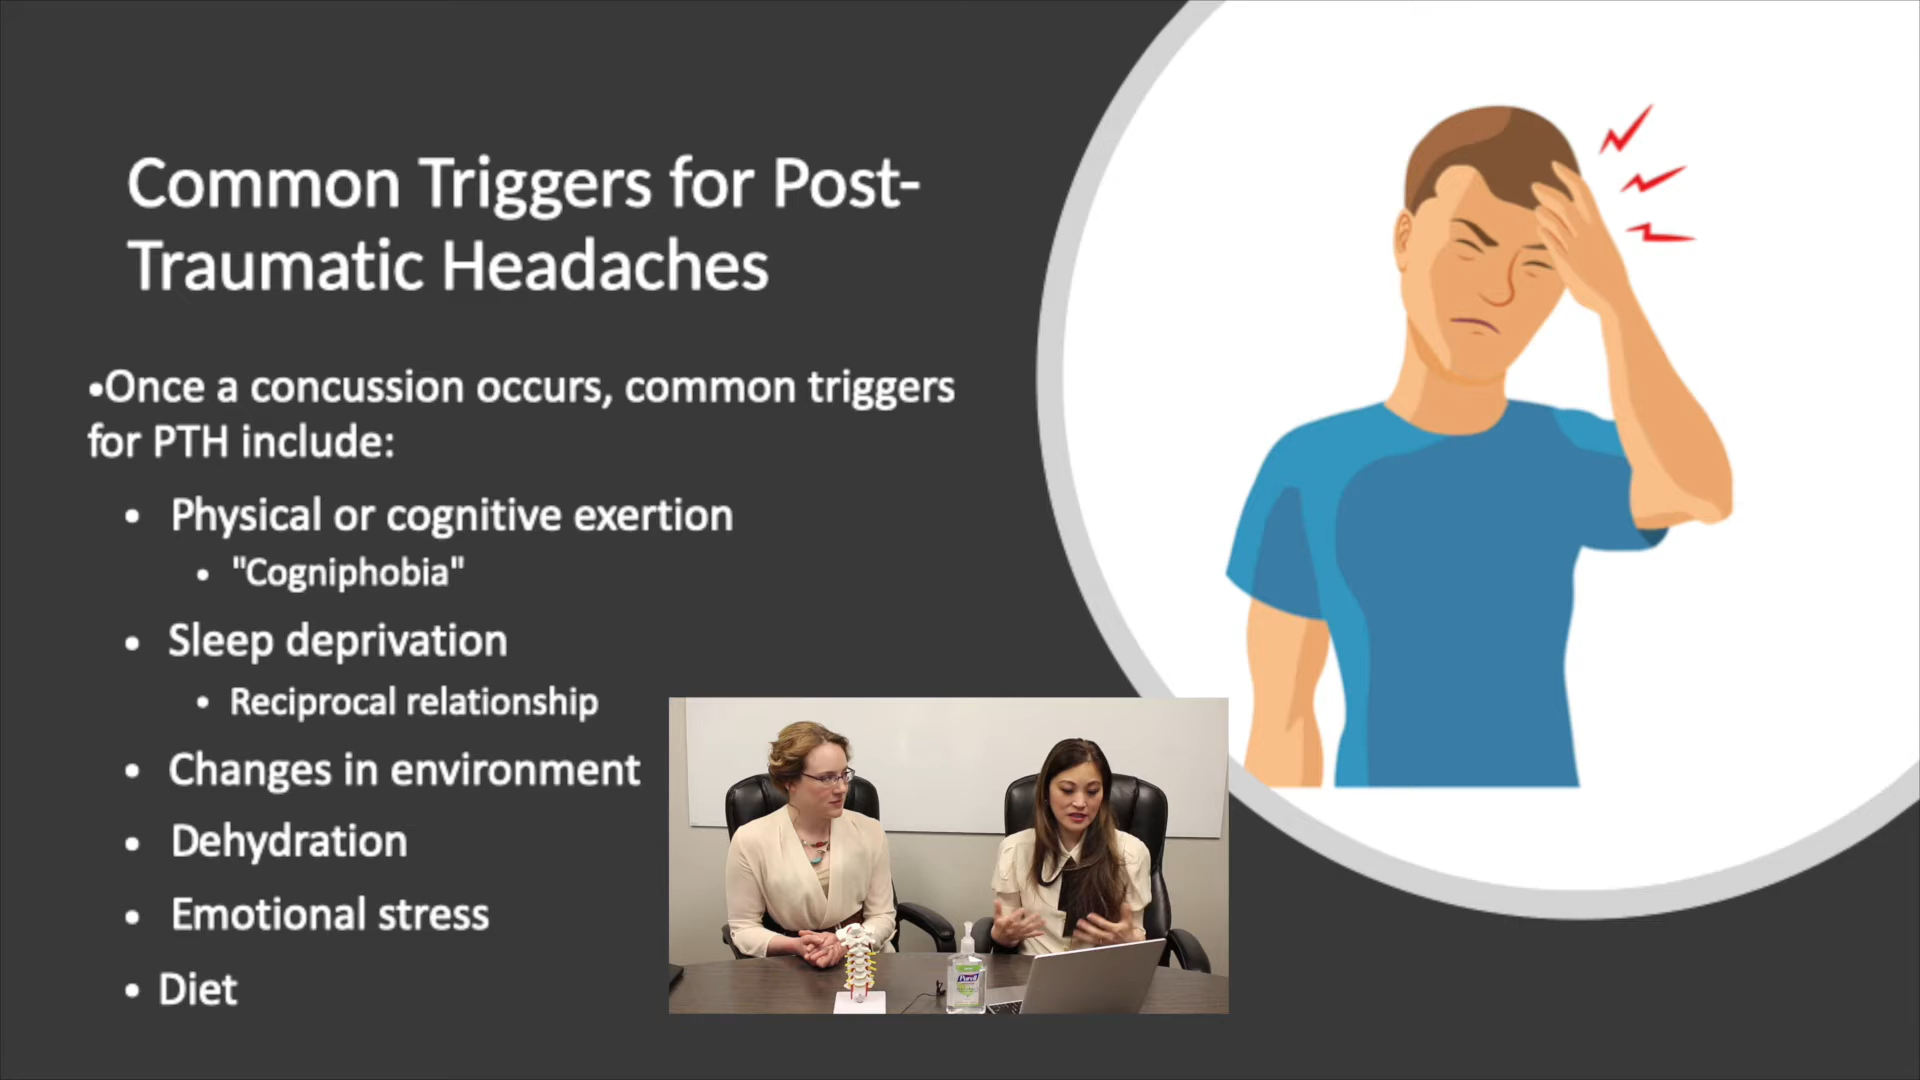 Common Triggers for Post-
Traumatic Headaches
•Once a concussion occurs, common triggers
for PTH include:
• Physical or cognitive exertion
• "Cogniphobia"
• Sleep deprivation
• Reciprocal relationship
• Changes in environment
• Dehydration
• Emotional stress
• Diet
Purell